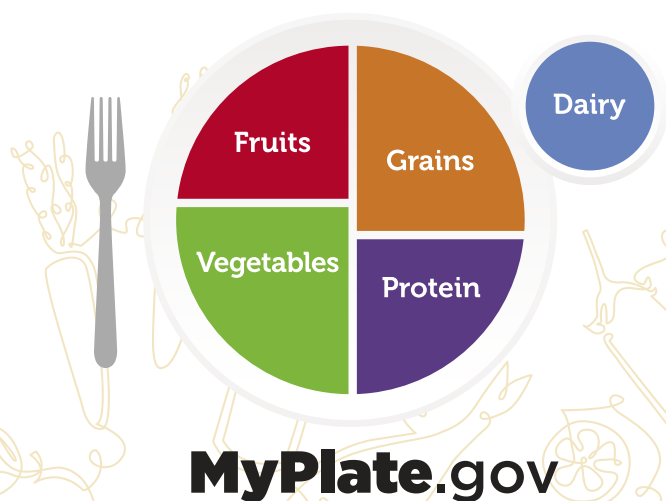 Fruits
Grains
Dairy
Vegetables
Protein
MyPlate.gov